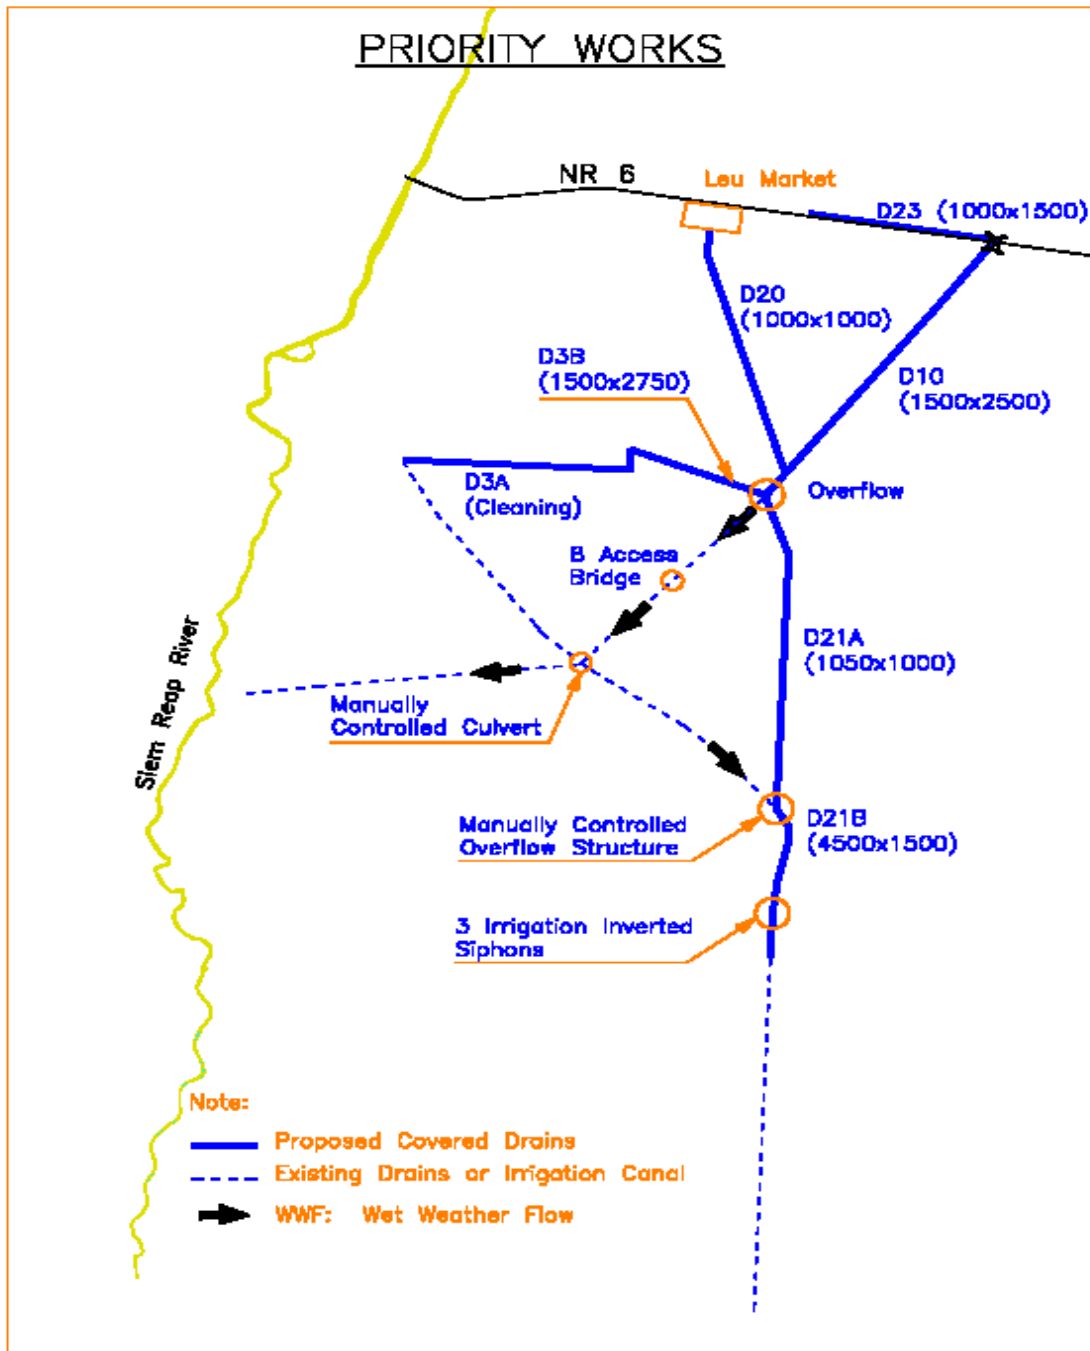 PRIORITY WORKS
NR 6
Leu Market
D23 (1000x1500)
D20
(1000x1000)
D3B
(1500x2750)
D10
(1500x2500)
D3A
(Cleaning)
Overflow
B Access
Bridge
D21A
(1050x1000)
Siem Reap River
Manually
Controlled Culvert
Manually Controlled
Overflow Structure
D21B
(4500x1500)
3 Irrigation Inverted
Siphons
Note:
Proposed Covered Drains
Existing Drains or Irrigation Canal
WWF: Wet Weather Flow